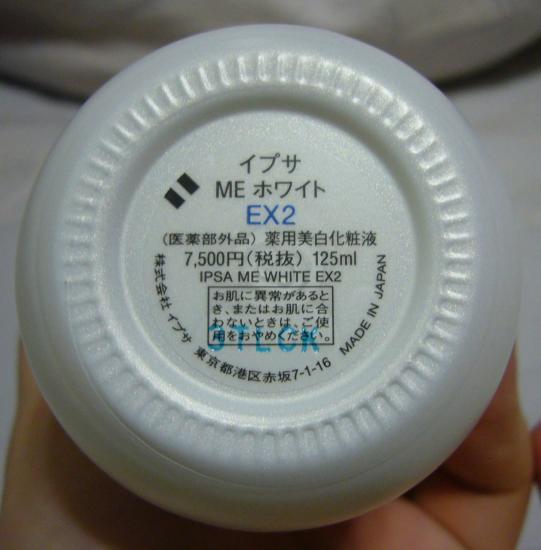 イプサ
ME ホワイト
EX2
(医薬部外品) 薬用美白化粧液
7,500円(税抜) 125ml
IPSA ME WHITE EX2
お肌に異常があると
き、またはお肌に合
わないときは、ご使
用をおやめください。
株式会社 イプサ 東京都港区赤坂7-1-16 MADE IN JAPAN